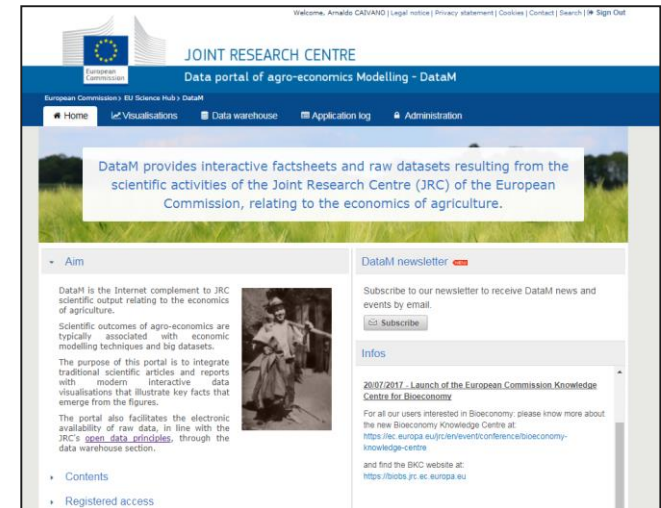 Welcome, Arnaldo CAIVANO | Legal notice | Privacy statement | Cookies | Contact | Search | Sign Out
JOINT RESEARCH CENTRE
European
Commission
Data portal of agro-economics Modelling - DataM
European Commission > EU Science Hub > DataM
Home Visualisations Data warehouse Application log Administration
DataM provides interactive factsheets and raw datasets resulting from the
scientific activities of the Joint Research Centre (JRC) of the European
Commission, relating to the economics of agriculture.
Aim
DataM is the Internet complement to JRC
scientific output relating to the economics
of agriculture.
Scientific outcomes of agro-economics are
typically associated with economic
modelling techniques and big datasets.
The purpose of this portal is to integrate
traditional scientific articles and reports
with modern interactive data
visualisations that illustrate key facts that
emerge from the figures.
The portal also facilitates the electronic
availability of raw data, in line with the
JRC's open data principles, through the
data warehouse section.
Contents
Registered access
DataM newsletter
Subscribe to our newsletter to receive DataM news and
events by email.
Subscribe
Infos
20/07/2017 - Launch of the European Commission Knowledge
Centre for Bioeconomy
For all our users interested in Bioeconomy: please know more about
the new Bioeconomy Knowledge Centre at:
https://ec.europa.eu/jrc/en/event/conference/bioeconomy-
knowledge-centre
and find the BKC website at:
https://biobs.jrc.ec.europa.eu